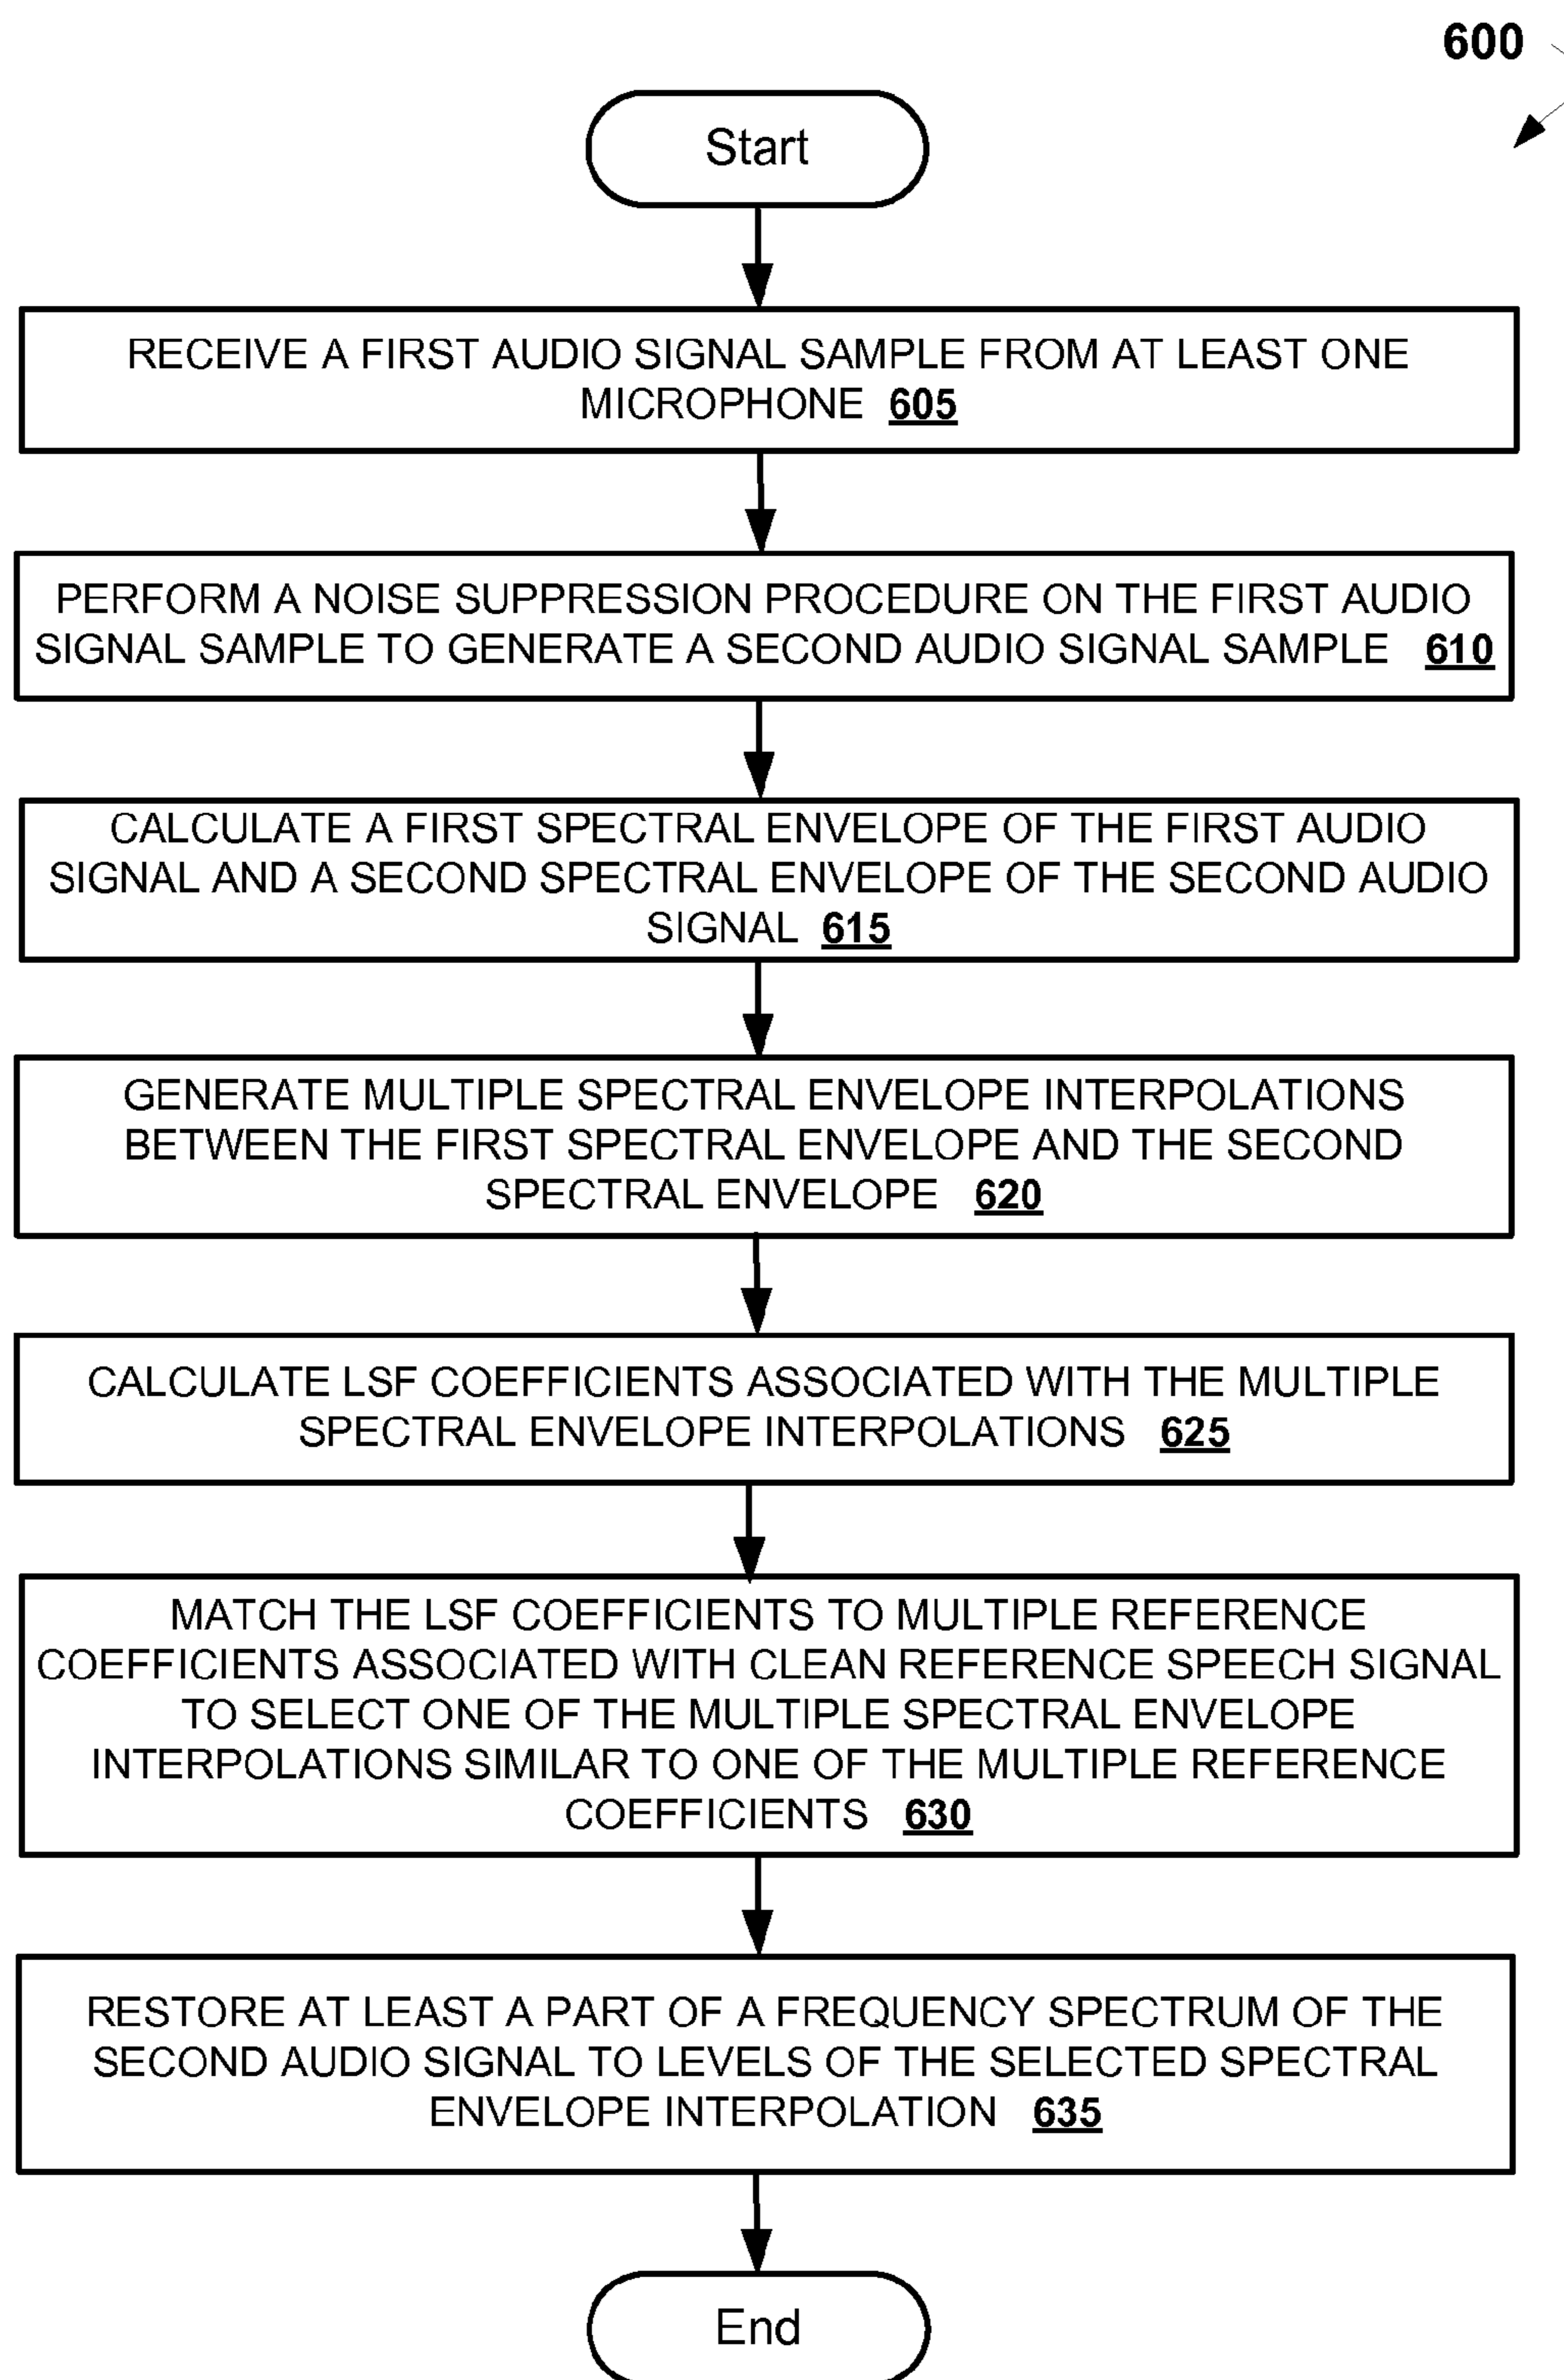 600
Start
RECEIVE A FIRST AUDIO SIGNAL SAMPLE FROM AT LEAST ONE
MICROPHONE 605
PERFORM A NOISE SUPPRESSION PROCEDURE ON THE FIRST AUDIO
SIGNAL SAMPLE TO GENERATE A SECOND AUDIO SIGNAL SAMPLE 610
CALCULATE A FIRST SPECTRAL ENVELOPE OF THE FIRST AUDIO
SIGNAL AND A SECOND SPECTRAL ENVELOPE OF THE SECOND AUDIO
SIGNAL 615
GENERATE MULTIPLE SPECTRAL ENVELOPE INTERPOLATIONS
BETWEEN THE FIRST SPECTRAL ENVELOPE AND THE SECOND
SPECTRAL ENVELOPE 620
CALCULATE LSF COEFFICIENTS ASSOCIATED WITH THE MULTIPLE
SPECTRAL ENVELOPE INTERPOLATIONS 625
MATCH THE LSF COEFFICIENTS TO MULTIPLE REFERENCE
COEFFICIENTS ASSOCIATED WITH CLEAN REFERENCE SPEECH SIGNAL
TO SELECT ONE OF THE MULTIPLE SPECTRAL ENVELOPE
INTERPOLATIONS SIMILAR TO ONE OF THE MULTIPLE REFERENCE
COEFFICIENTS 630
RESTORE AT LEAST A PART OF A FREQUENCY SPECTRUM OF THE
SECOND AUDIO SIGNAL TO LEVELS OF THE SELECTED SPECTRAL
ENVELOPE INTERPOLATION 635
End